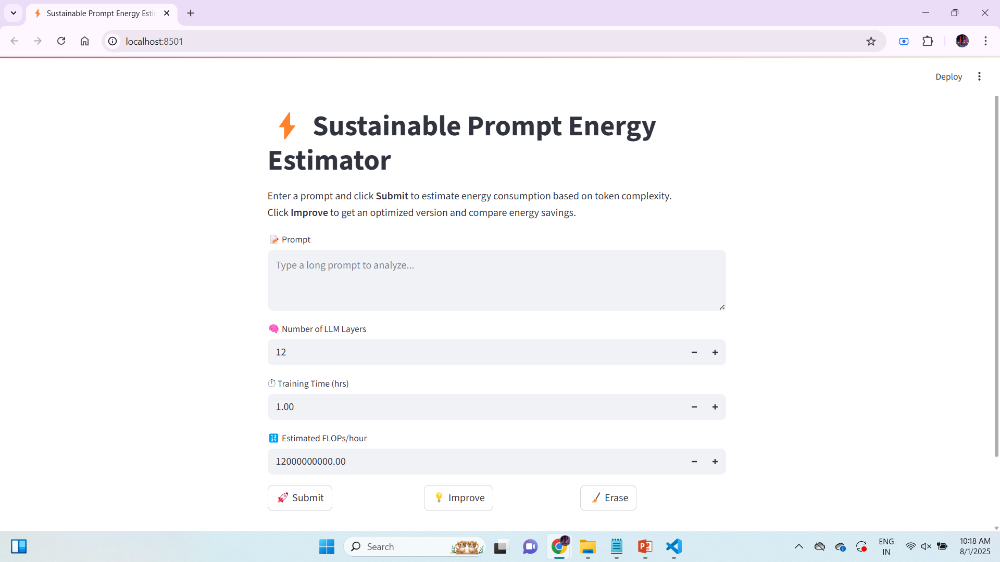 Sustainable Prompt Energy Esti
localhost:8501
Deploy
Sustainable Prompt Energy
Estimator
Enter a prompt and click Submit to estimate energy consumption based on token complexity.
Click Improve to get an optimized version and compare energy savings.
Prompt
Type a long prompt to analyze...
Number of LLM Layers
12
Training Time (hrs)
1.00
Estimated FLOPs/hour
12000000000.00
Submit
Improve
Erase
Search
ENG
IN
10:18 AM
8/1/2025